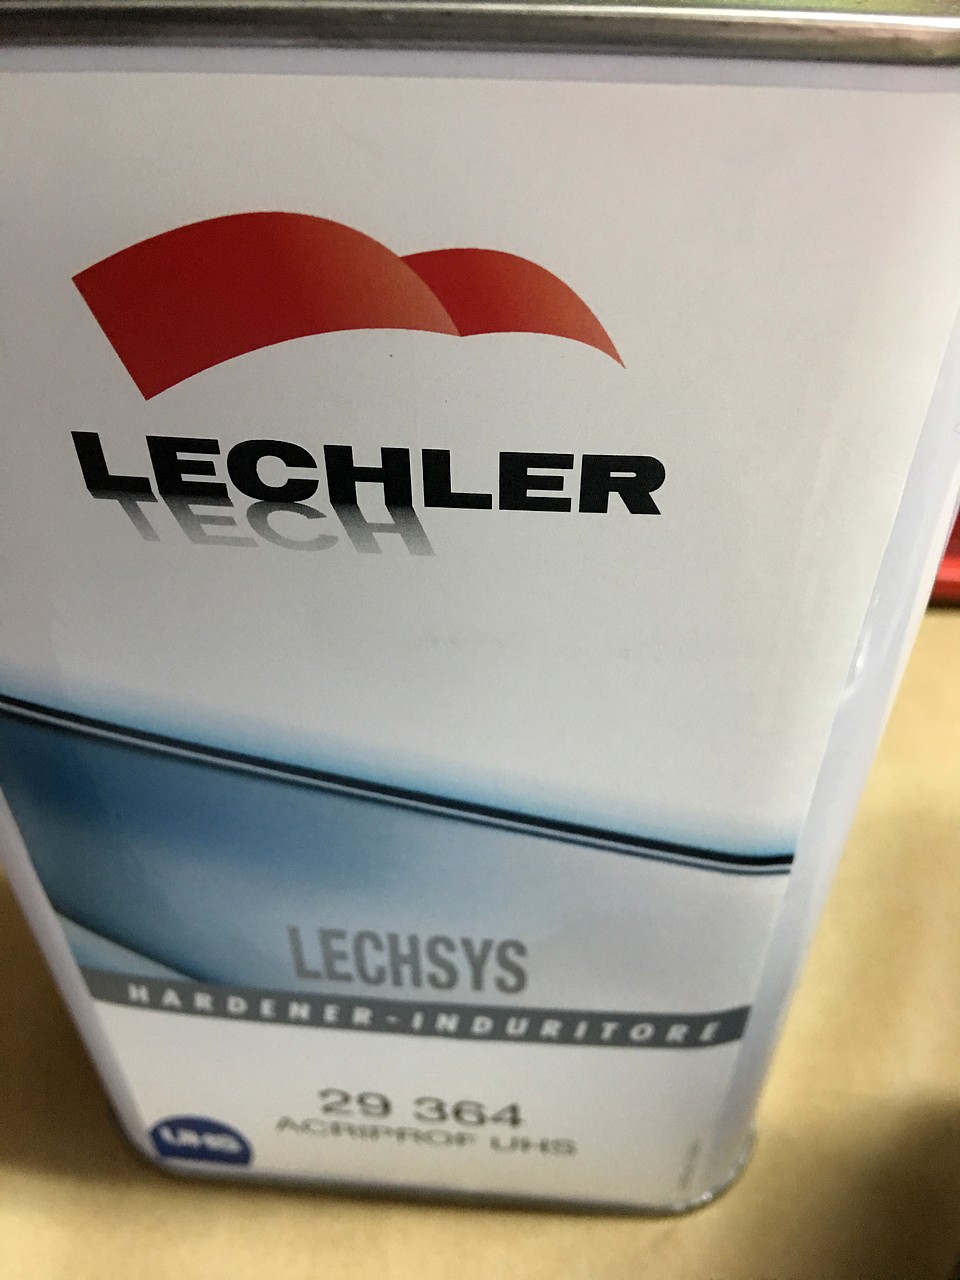 LECHLER
TECH
LECHSYS
HARDENER-INDURITORE
29 364
ACRIPROF UHS
UHS